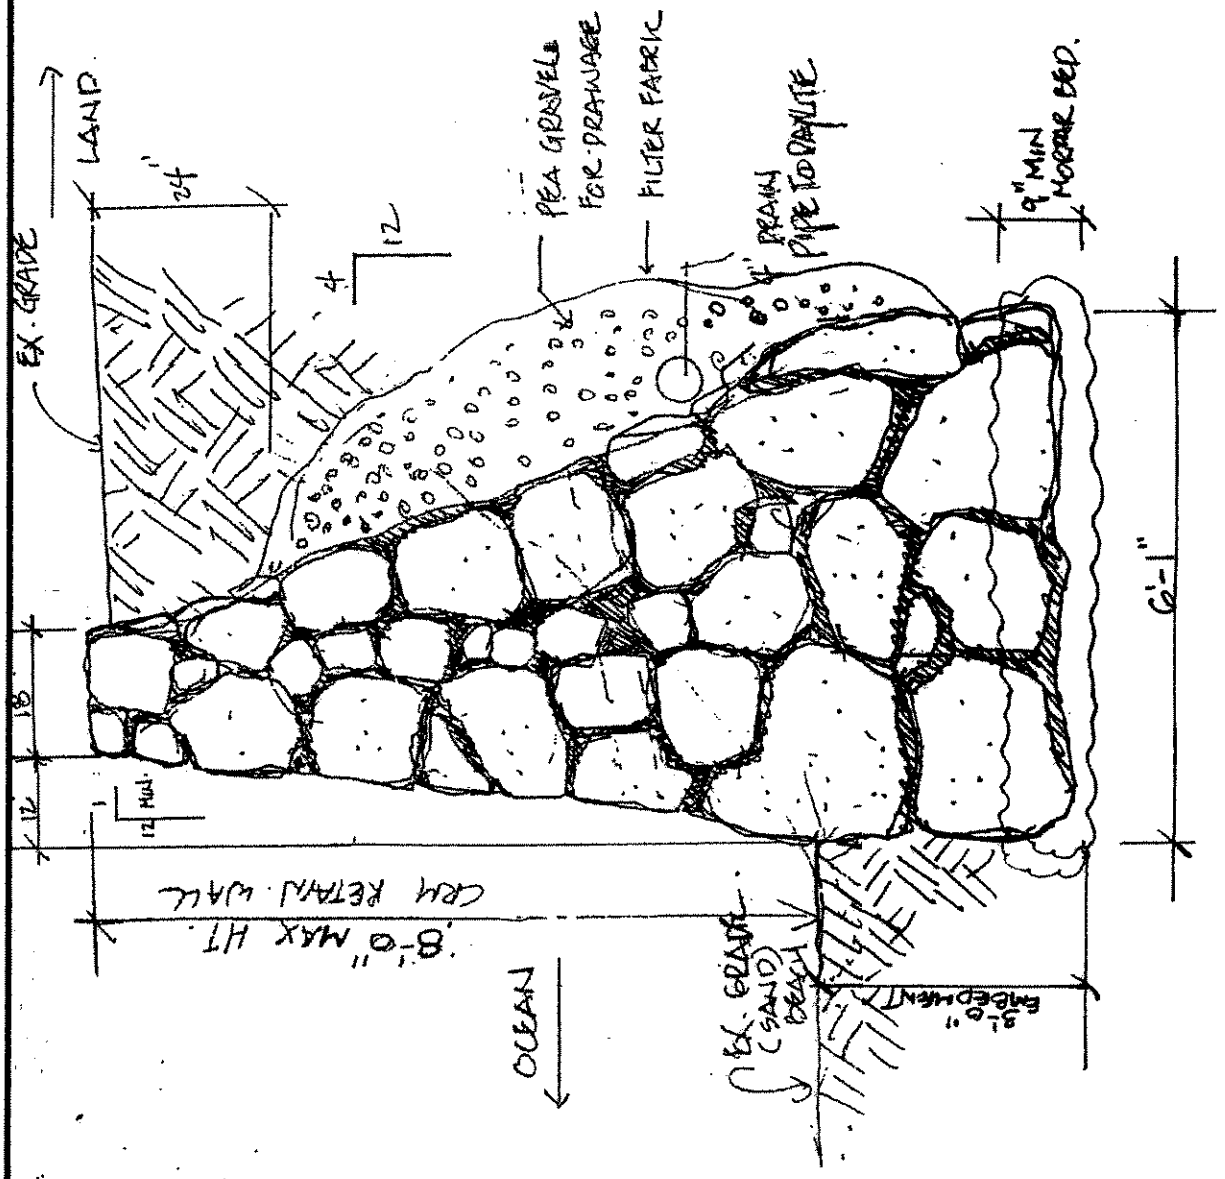 EX. GRADE
LAND
24"
4
12
PEA GRAVEL
FOR DRAINAGE
FILTER FABRIC
4" DRAIN
PIPE TO DAYLITE
9" MIN
MORTAR BED.
18
12
1
12 MIN.
CRM RETAIN. WALL
8'-0" MAX HT.
OCEAN
EX. GRADE
(SAND)
BEACH
3'-0"
EMBEDMENT
6'-1"